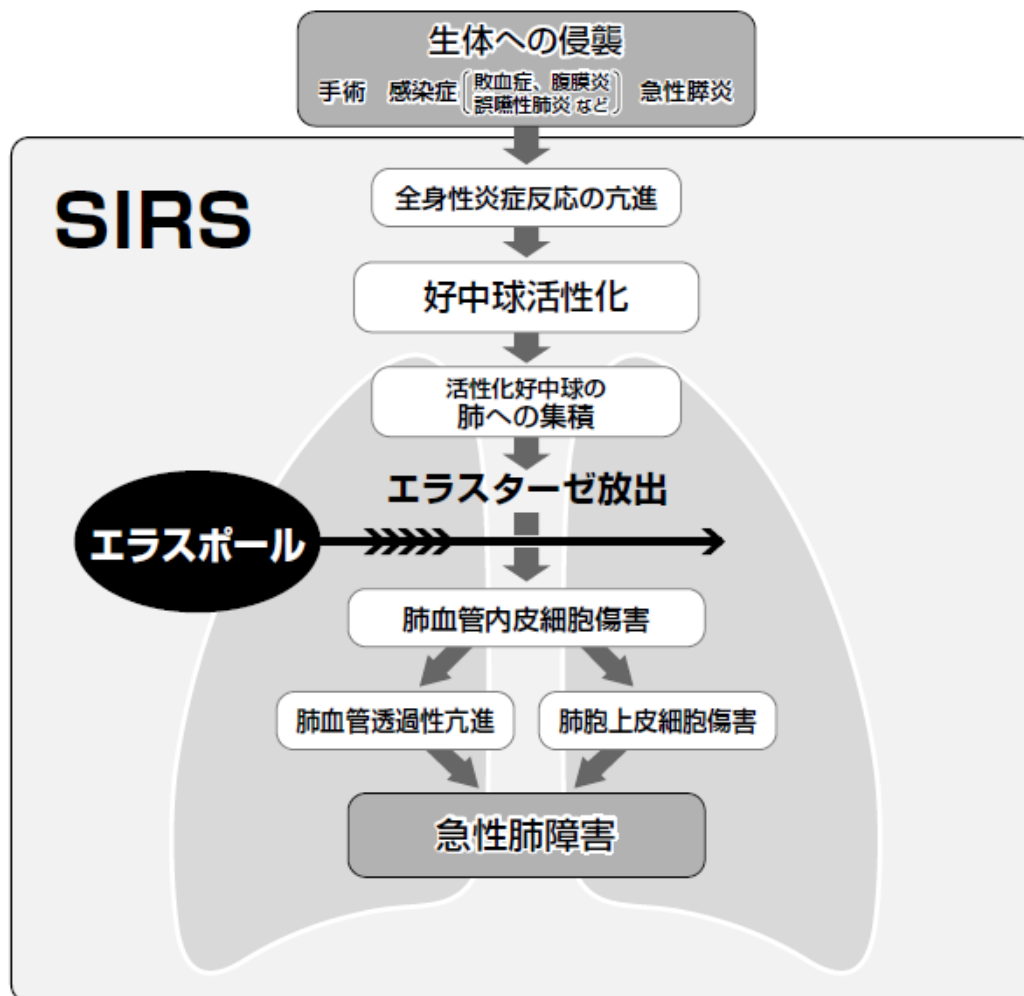 生体への侵襲
手術 感染症 敗血症、腹膜炎 急性膵炎
誤嚥性肺炎 など
SIRS
全身性炎症反応の亢進
好中球活性化
活性化好中球の
肺への集積
エラスターゼ放出
エラスポール
肺血管内皮細胞傷害
肺血管透過性亢進 肺胞上皮細胞傷害
急性肺障害